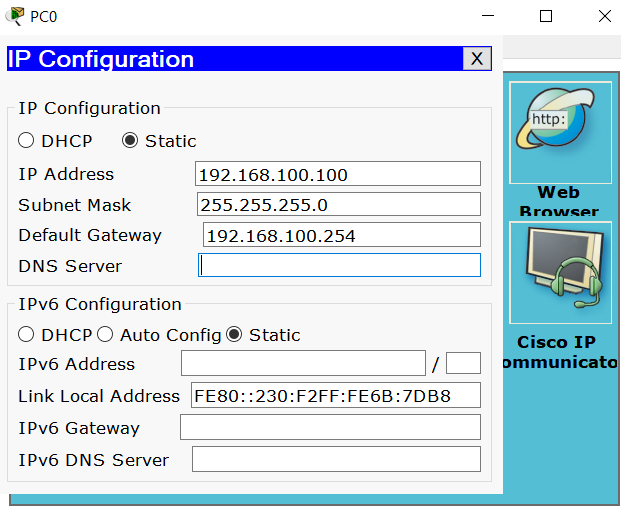 PC0
IP Configuration X
IP Configuration
DHCP Static
IP Address 192.168.100.100
Subnet Mask 255.255.255.0
Default Gateway 192.168.100.254
DNS Server
IPv6 Configuration
DHCP Auto Config Static
IPv6 Address /
Link Local Address FE80::230:F2FF:FE6B:7DB8
IPv6 Gateway
IPv6 DNS Server
http:
Web
Browser
Cisco IP
ommunicato